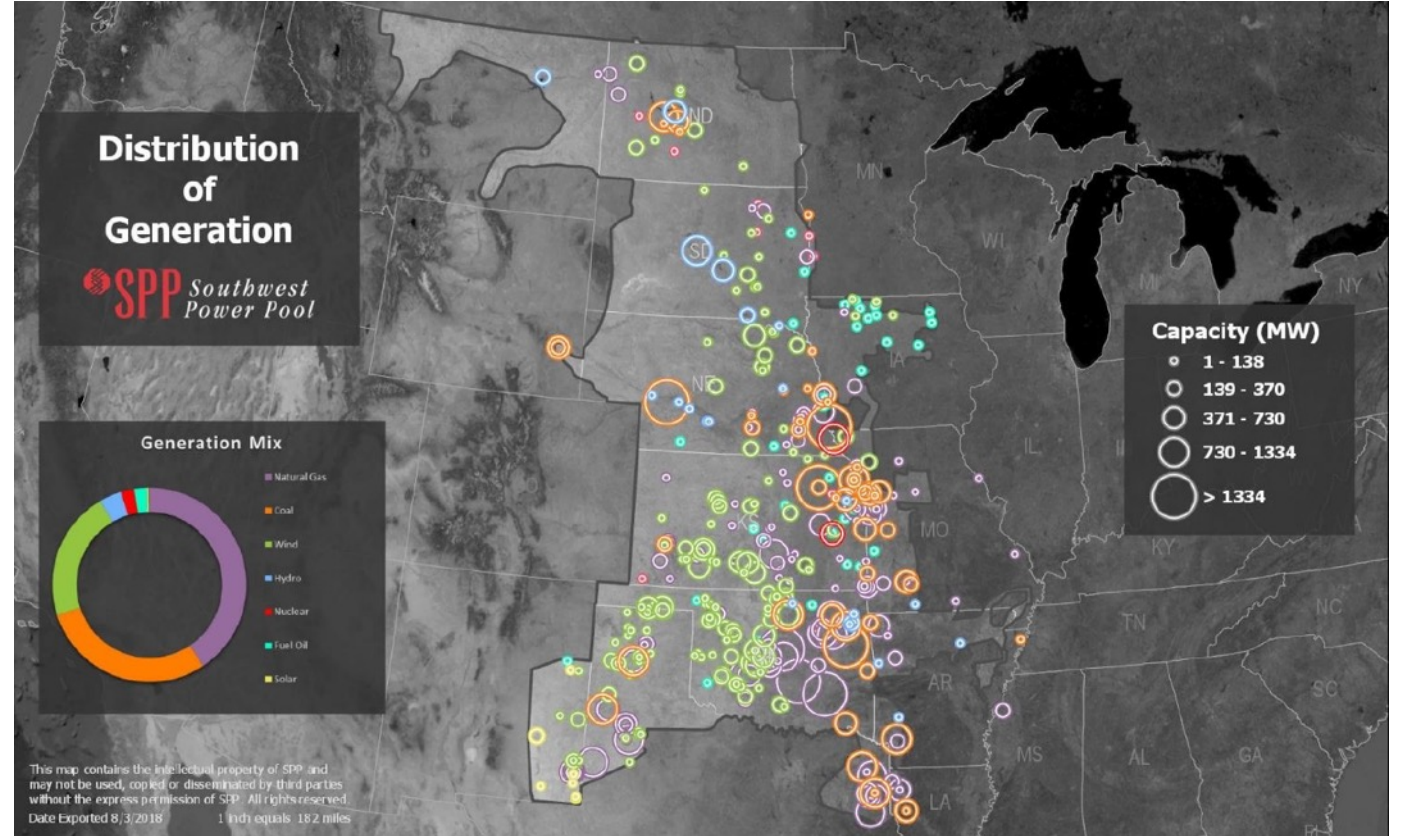 Distribution
of
Generation
SPP Southwest
Power Pool
ND
MN
SD
WI
MI
NY
NE
IA
Capacity (MW)
1 - 138
139 - 370
371 - 730
730 - 1334
> 1334
IL
Generation Mix
Natural Gas
Coal
Wind
Hydro
Nuclear
Fuel Oil
Solar
KS
MO
KY
TN
NC
AR
SC
MS
AL
GA
LA
This map contains the intellectual property of SPP and
may not be used, copied or disseminated by third parties
without the express permission of SPP. All rights reserved.
Date Exported 8/3/2018 1 inch equals 182 miles